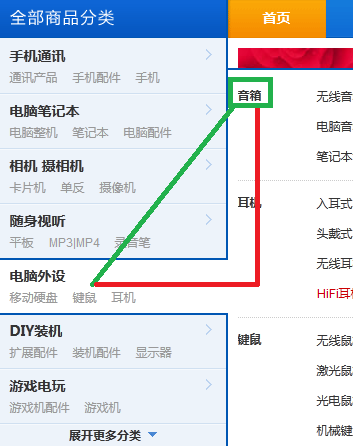 全部商品分类
首页
手机通讯
通讯产品 手机配件 手机
电脑笔记本
电脑整机 笔记本 电脑配件
相机 摄相机
卡片机 单反 摄像机
随身视听
平板 MP3|MP4 录音笔
电脑外设
移动硬盘 键鼠 耳机
DIY装机
扩展配件 装机配件 显示器
游戏电玩
游戏机配件 游戏机
展开更多分类
音箱
无线音
电脑音
笔记本
耳机
入耳式
头戴式
无线耳
HiFi耳机
键鼠
无线鼠
激光鼠
光电鼠
机械键